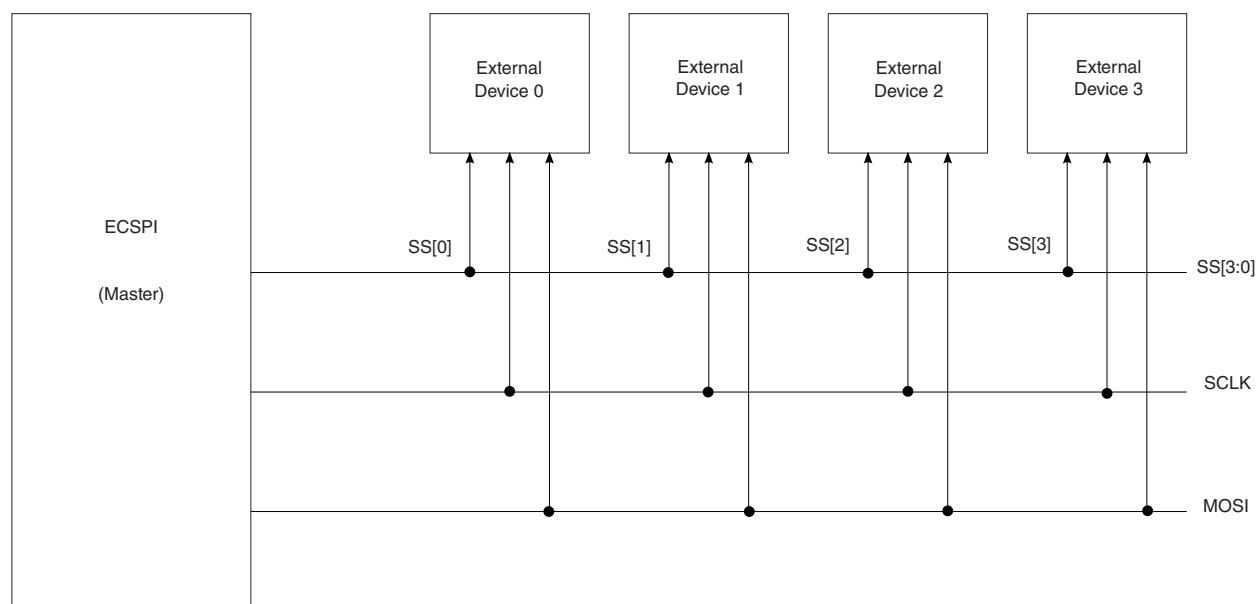 External
Device 0
External
Device 1
External
Device 2
External
Device 3
ECSPI
(Master)
SS[0]
SS[1]
SS[2]
SS[3]
SS[3:0]
SCLK
MOSI